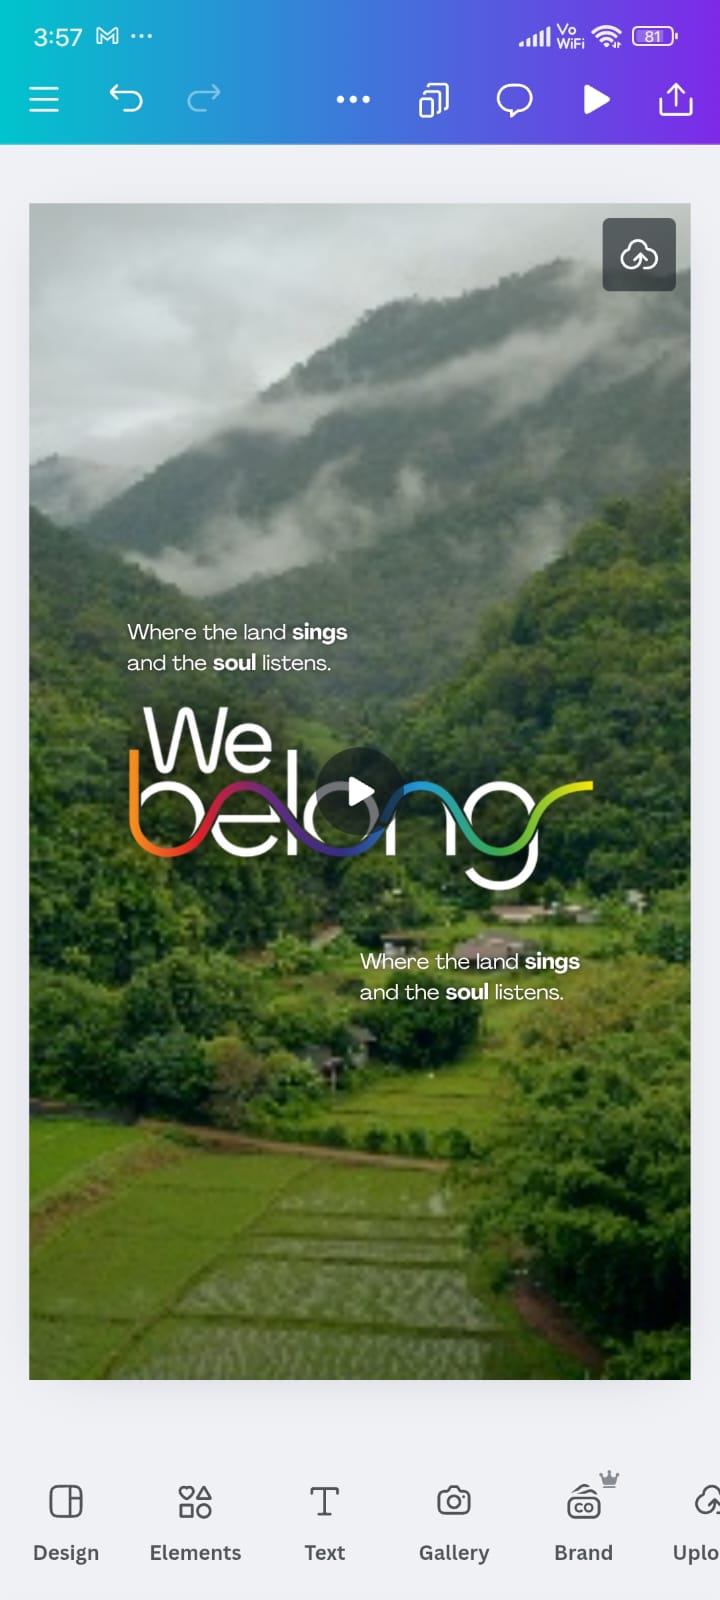 3:57
Vo
WiFi
81
Where the land sings
and the soul listens.
We
belong
Where the land sings
and the soul listens.
CO
Design
Elements
Text
Gallery
Brand
Uplo